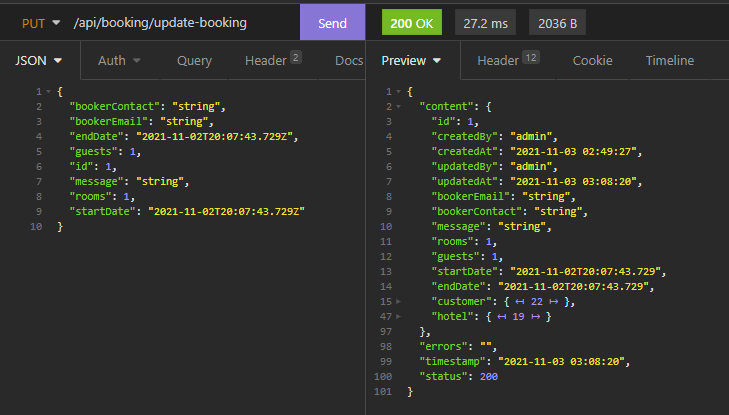 PUT /api/booking/update-booking Send 200 OK 27.2 ms 2036 B
JSON Auth Query Header 2 Docs Preview Header 12 Cookie Timeline
1 {
2 "bookerContact": "string",
3 "bookerEmail": "string",
4 "endDate": "2021-11-02T20:07:43.729Z",
5 "guests": 1,
6 "id": 1,
7 "message": "string",
8 "rooms": 1,
9 "startDate": "2021-11-02T20:07:43.729Z"
10 }
1 {
2 "content": {
3 "id": 1,
4 "createdBy": "admin",
5 "createdAt": "2021-11-03 02:49:27",
6 "updatedBy": "admin",
7 "updatedAt": "2021-11-03 03:08:20",
8 "bookerEmail": "string",
9 "bookerContact": "string",
10 "message": "string",
11 "rooms": 1,
12 "guests": 1,
13 "startDate": "2021-11-02T20:07:43.729",
14 "endDate": "2021-11-02T20:07:43.729",
15 "customer": { ↤ 22 ↦ },
47 "hotel": { ↤ 19 ↦ }
97 },
98 "errors": "",
99 "timestamp": "2021-11-03 03:08:20",
100 "status": 200
101 }